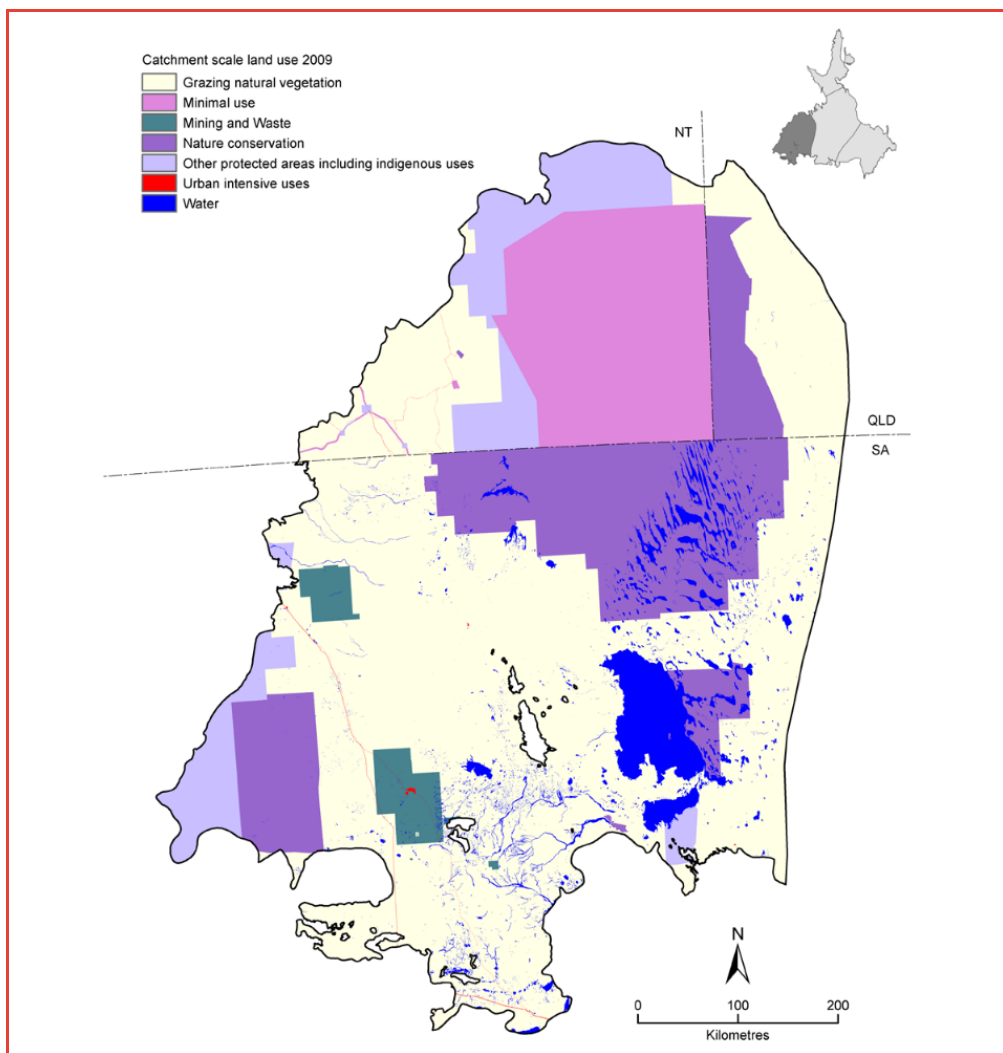 Catchment scale land use 2009
Grazing natural vegetation
Minimal use
Mining and Waste
Nature conservation
Other protected areas including indigenous uses
Urban intensive uses
Water
NT
QLD
SA
N
0 100 200
Kilometres